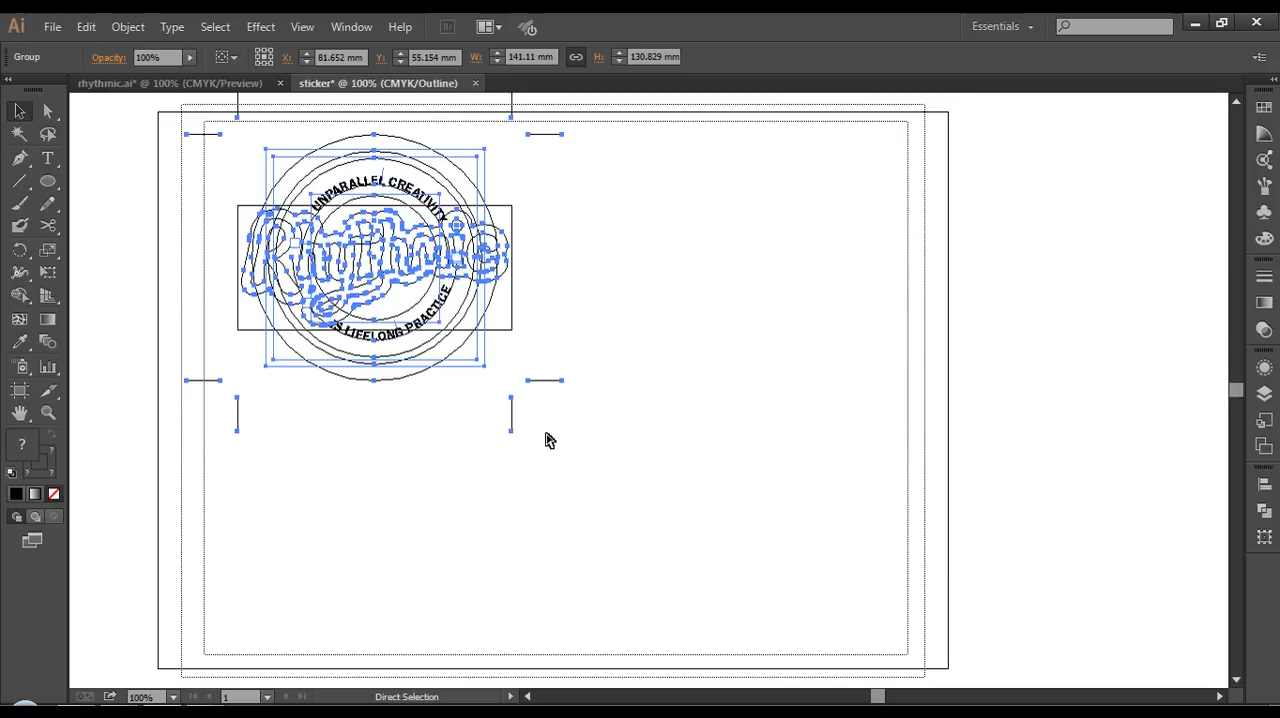 Ai File Edit Object Type Select Effect View Window Help Br Essentials
Group Opacity: 100% X: 81.652 mm Y: 55.154 mm W: 141.11 mm H: 130.829 mm
rhythmic.ai* @ 100% (CMYK/Preview) × sticker* @ 100% (CMYK/Outline) ×
UNPARALLEL CREATIVITY
LIFELONG PRACTICE
?
100% 1 Direct Selection